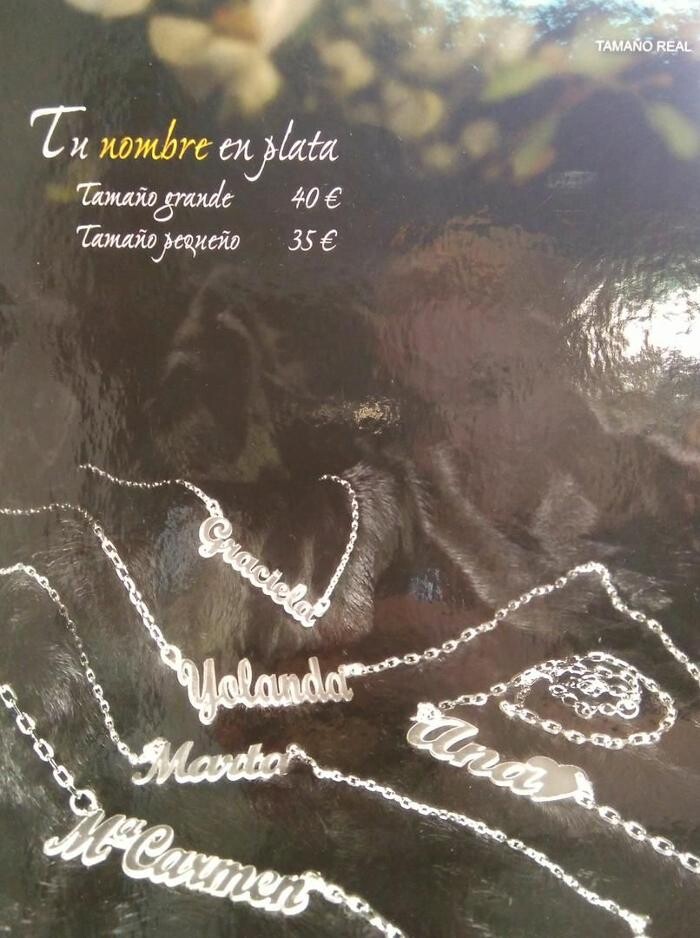 TAMAÑO REAL
Tu nombre en plata
Tamaño grande 40 €
Tamaño pequeño 35 €
Graciela
Yolanda
Marta
Ana
Mª Carmen